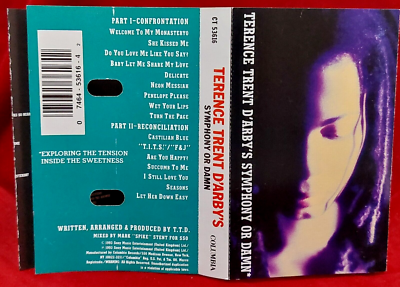 PART I-CONFRONTATION
WELCOME TO MY MONASTERYO
SHE KISSED ME
DO YOU LOVE ME LIKE YOU SAY?
BABY LET ME SHARE MY LOVE
DELICATE
NEON MESSIAH
PENELOPE PLEASE
WET YOUR LIPS
TURN THE PAGE
PART II-RECONCILIATION
CASTILIAN BLUE
"T.I.T.S."/"F&J"
ARE YOU HAPPY?
SUCCUMB TO ME
I STILL LOVE YOU
SEASONS
LET HER DOWN EASY
0 7464-53616-4 2
"EXPLORING THE TENSION
INSIDE THE SWEETNESS
WRITTEN, ARRANGED & PRODUCED BY T.T.D.
MIXED BY MARK "SPIKE" STENT FOR SSO
CT 53616
TERENCE TRENT D'ARBY'S
SYMPHONY OR DAMN
COLUMBIA
TERENCE TRENT D'ARBY'S SYMPHONY OR DAMN*